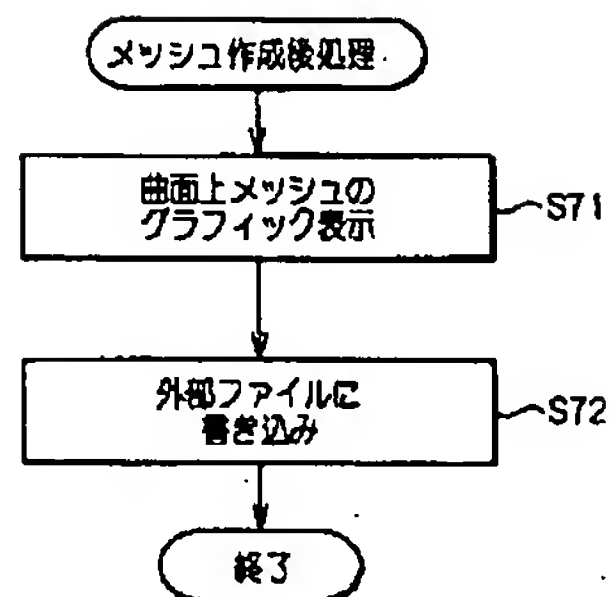 メッシュ作成後処理
曲面上メッシュの
グラフィック表示
S71
外部ファイルに
書き込み
S72
終了